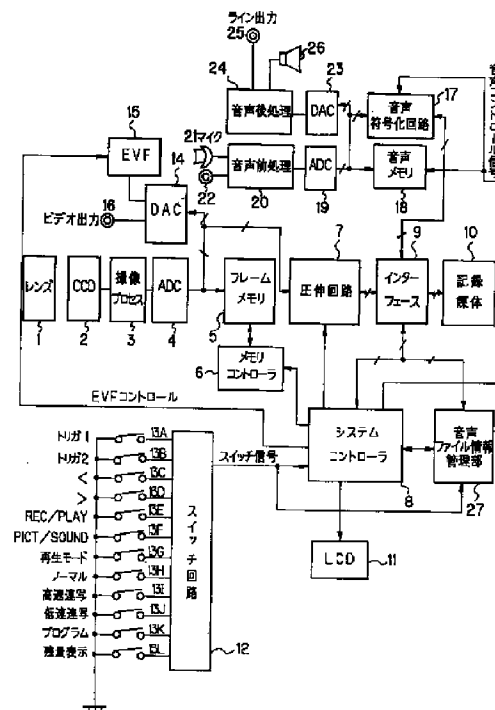 ライン出力
25
26
24
23
音声後処理
DAC
音声符号化回路
17
音声コントロール信号
15
EVF
14
21マイク
22
音声前処理
20
ADC
19
音声メモリ
18
16
ビデオ出力
DAC
7
9
10
レンズ
CCD
撮像プロセス
ADC
フレームメモリ
圧伸回路
インターフェース
記録媒体
1
2
3
4
5
6
メモリコントローラ
EVFコントロール
トリガ1
13A
トリガ2
13B
<
13C
>
13D
REC/PLAY
13E
PICT/SOUND
13F
再生モード
13G
ノーマル
13H
高速連写
13I
低速連写
13J
プログラム
13K
残量表示
13L
スイッチ回路
12
スイッチ信号
システムコントローラ
8
音声ファイル情報管理部
27
LCD
11